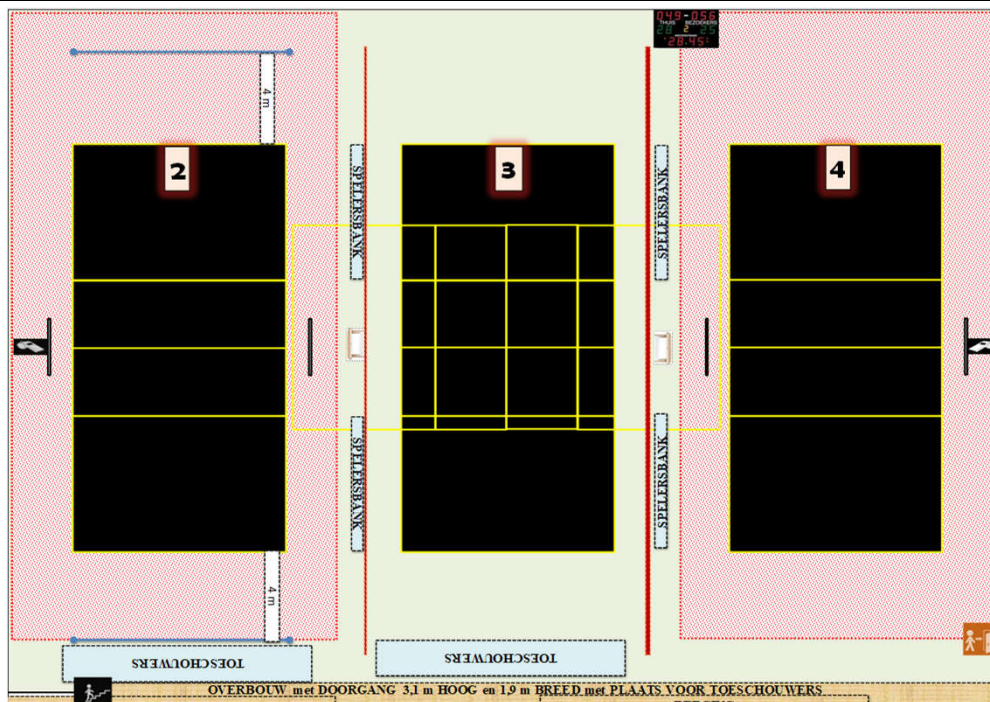 049-056
THUIS BEZOEKERS
28 2 25
28.45
4 m
2
3
4
SPELERSBANK
SPELERSBANK
SPELERSBANK
SPELERSBANK
4 m
TOESCHOUWERS
TOESCHOUWERS
OVERBOUW met DOORGANG 3,1 m HOOG en 1,9 m BREED met PLAATS VOOR TOESCHOUWERS